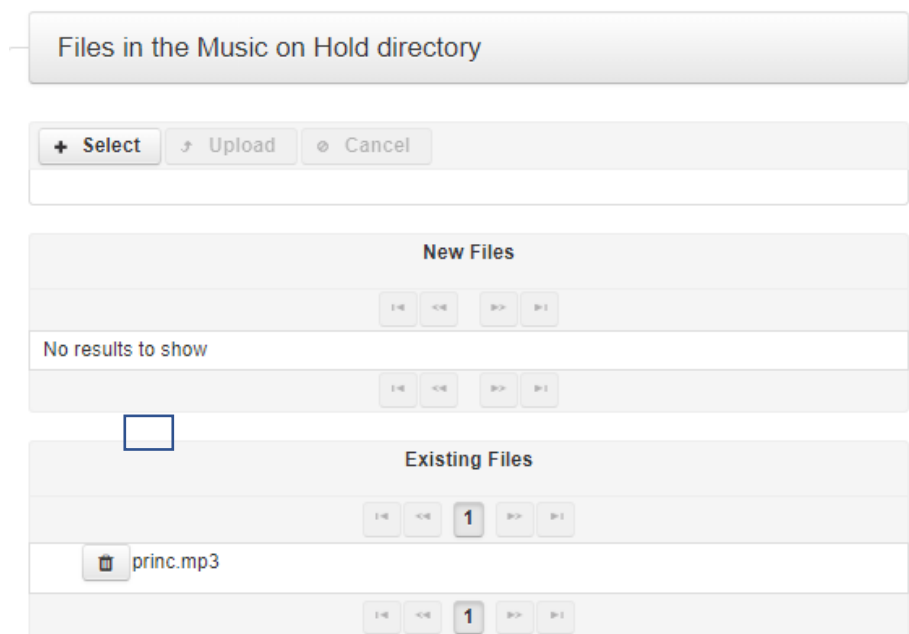 Files in the Music on Hold directory
Select Upload Cancel
New Files
No results to show
Existing Files
1
princ.mp3
1